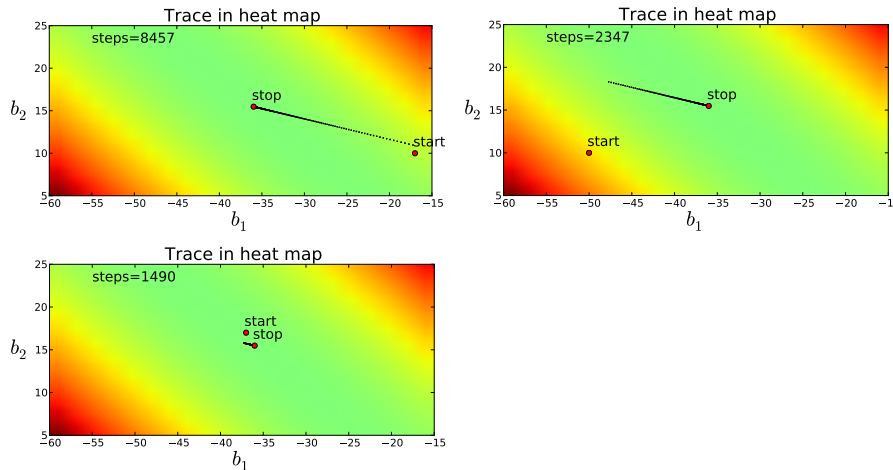 Trace in heat map
25
steps=8457
20
stop
b2
15
start
10
5
−60 −55 −50 −45 −40 −35 −30 −25 −20 −15
b1
Trace in heat map
25
steps=2347
20
stop
b2
15
start
10
5
−60 −55 −50 −45 −40 −35 −30 −25 −20 −1
b1
Trace in heat map
25
steps=1490
20
start
stop
b2
15
10
5
−60 −55 −50 −45 −40 −35 −30 −25 −20 −15
b1